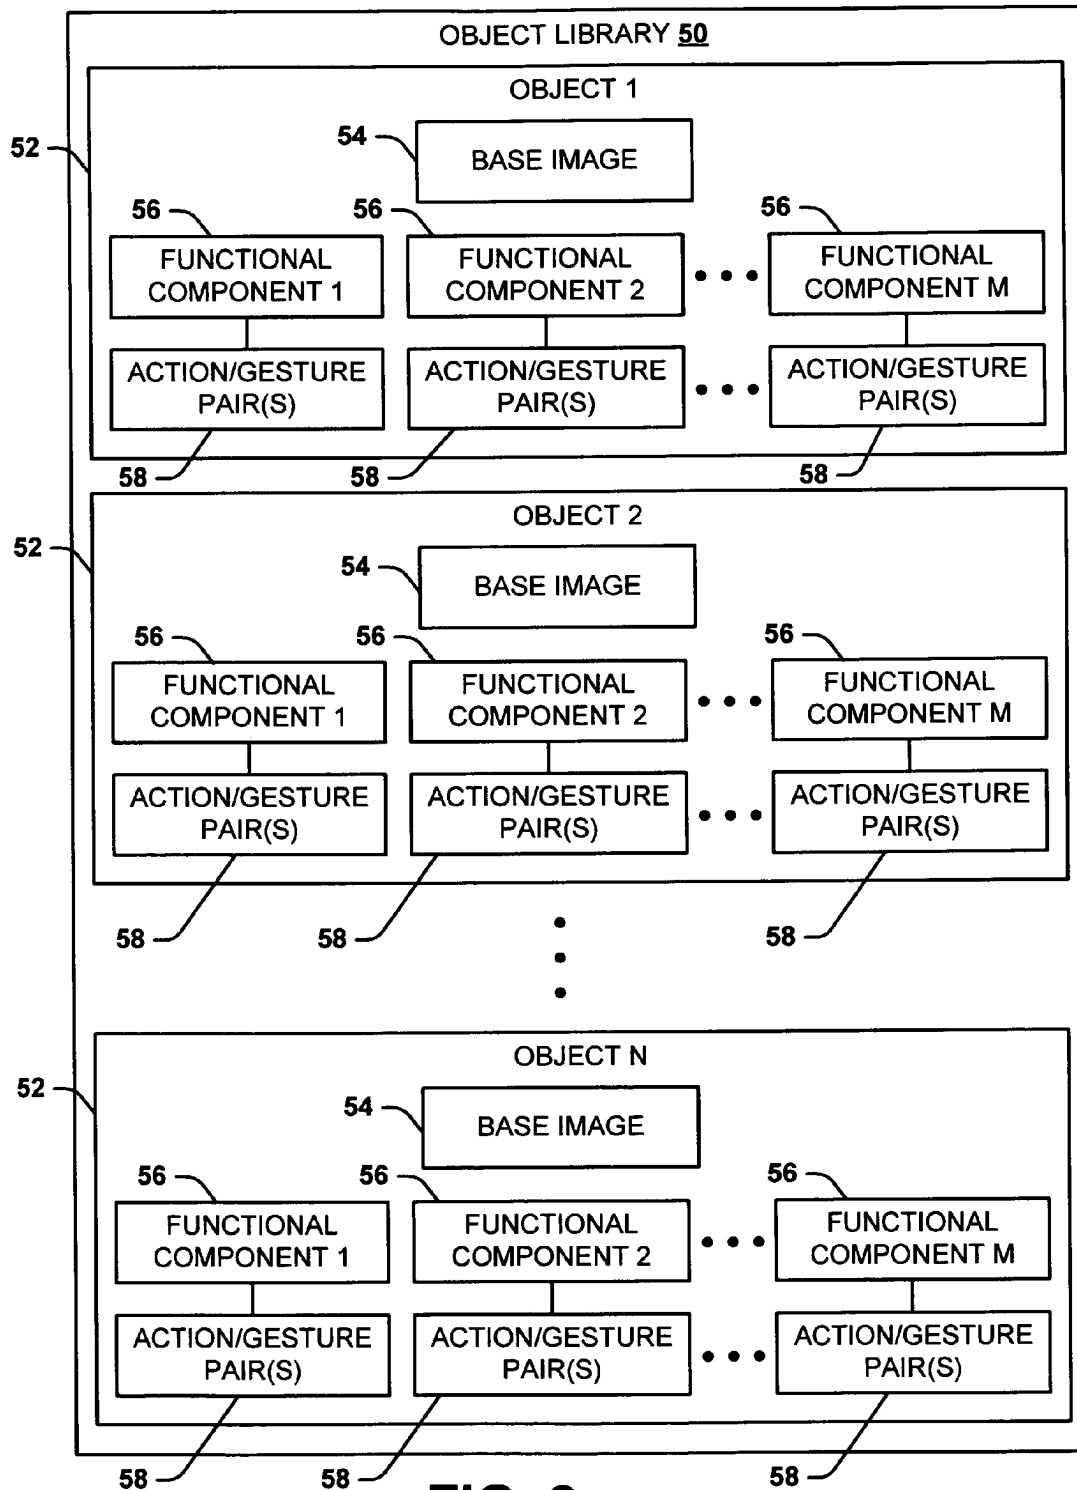 OBJECT LIBRARY 50
OBJECT 1
52
54
BASE IMAGE
56
56
56
FUNCTIONAL COMPONENT 1
FUNCTIONAL COMPONENT 2
FUNCTIONAL COMPONENT M
ACTION/GESTURE PAIR(S)
ACTION/GESTURE PAIR(S)
ACTION/GESTURE PAIR(S)
58
58
58
OBJECT 2
52
54
BASE IMAGE
56
56
56
FUNCTIONAL COMPONENT 1
FUNCTIONAL COMPONENT 2
FUNCTIONAL COMPONENT M
ACTION/GESTURE PAIR(S)
ACTION/GESTURE PAIR(S)
ACTION/GESTURE PAIR(S)
58
58
58
OBJECT N
52
54
BASE IMAGE
56
56
56
FUNCTIONAL COMPONENT 1
FUNCTIONAL COMPONENT 2
FUNCTIONAL COMPONENT M
ACTION/GESTURE PAIR(S)
ACTION/GESTURE PAIR(S)
ACTION/GESTURE PAIR(S)
58
58
58